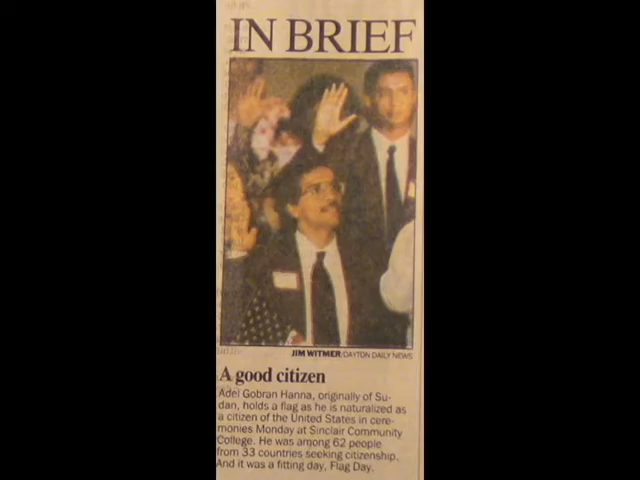 IN BRIEF
JIM WITMER/DAYTON DAILY NEWS
A good citizen
Adel Gobran Hanna, originally of Su-
dan, holds a flag as he is naturalized as
a citizen of the United States in cere-
monies Monday at Sinclair Community
College. He was among 62 people
from 33 countries seeking citizenship.
And it was a fitting day, Flag Day.